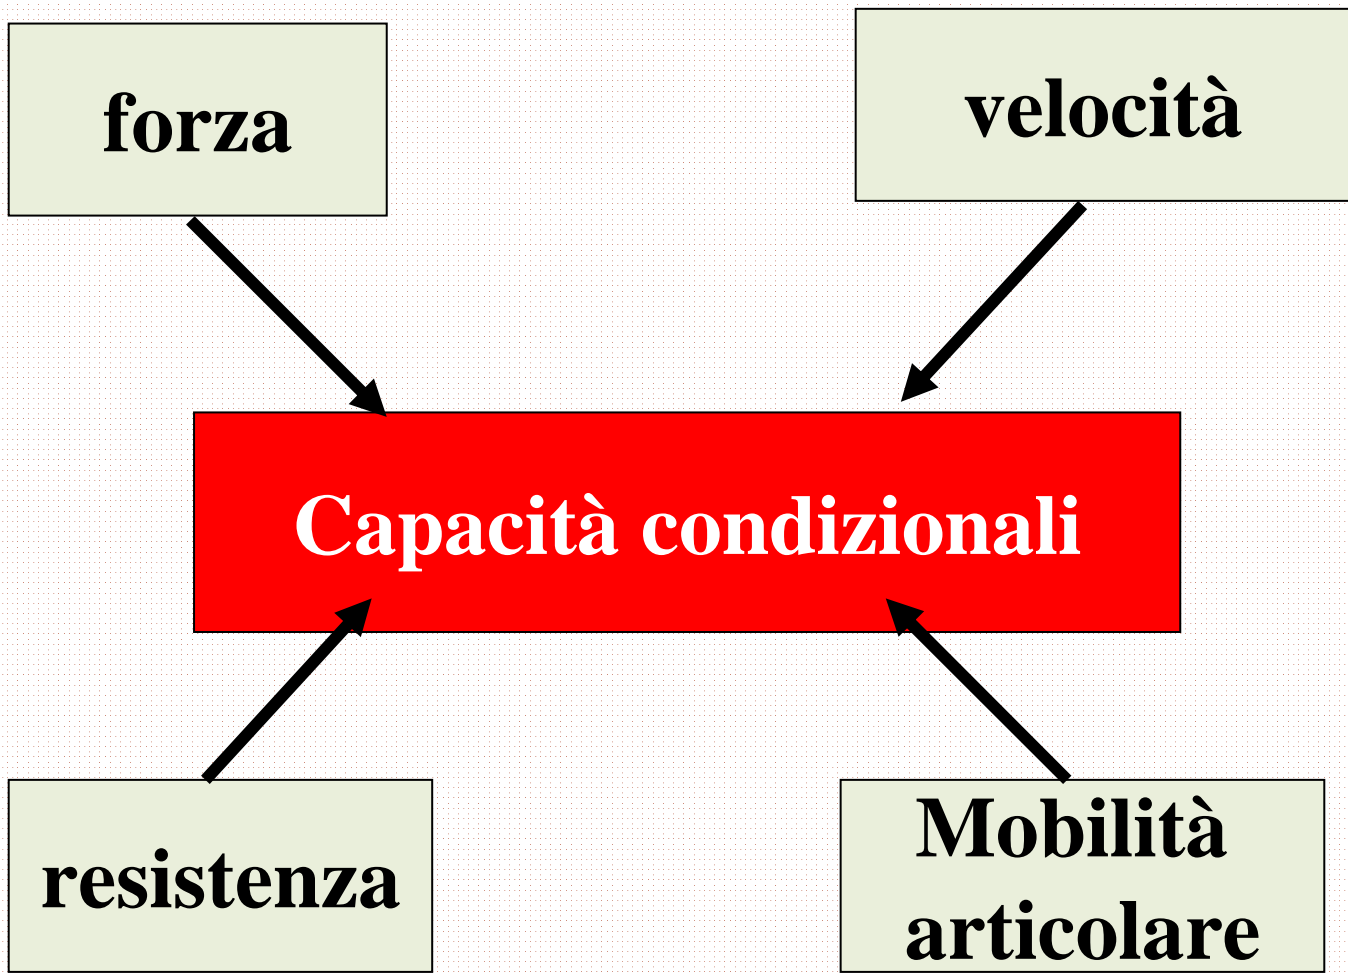 forza
velocità
Capacità condizionali
resistenza
Mobilità
articolare